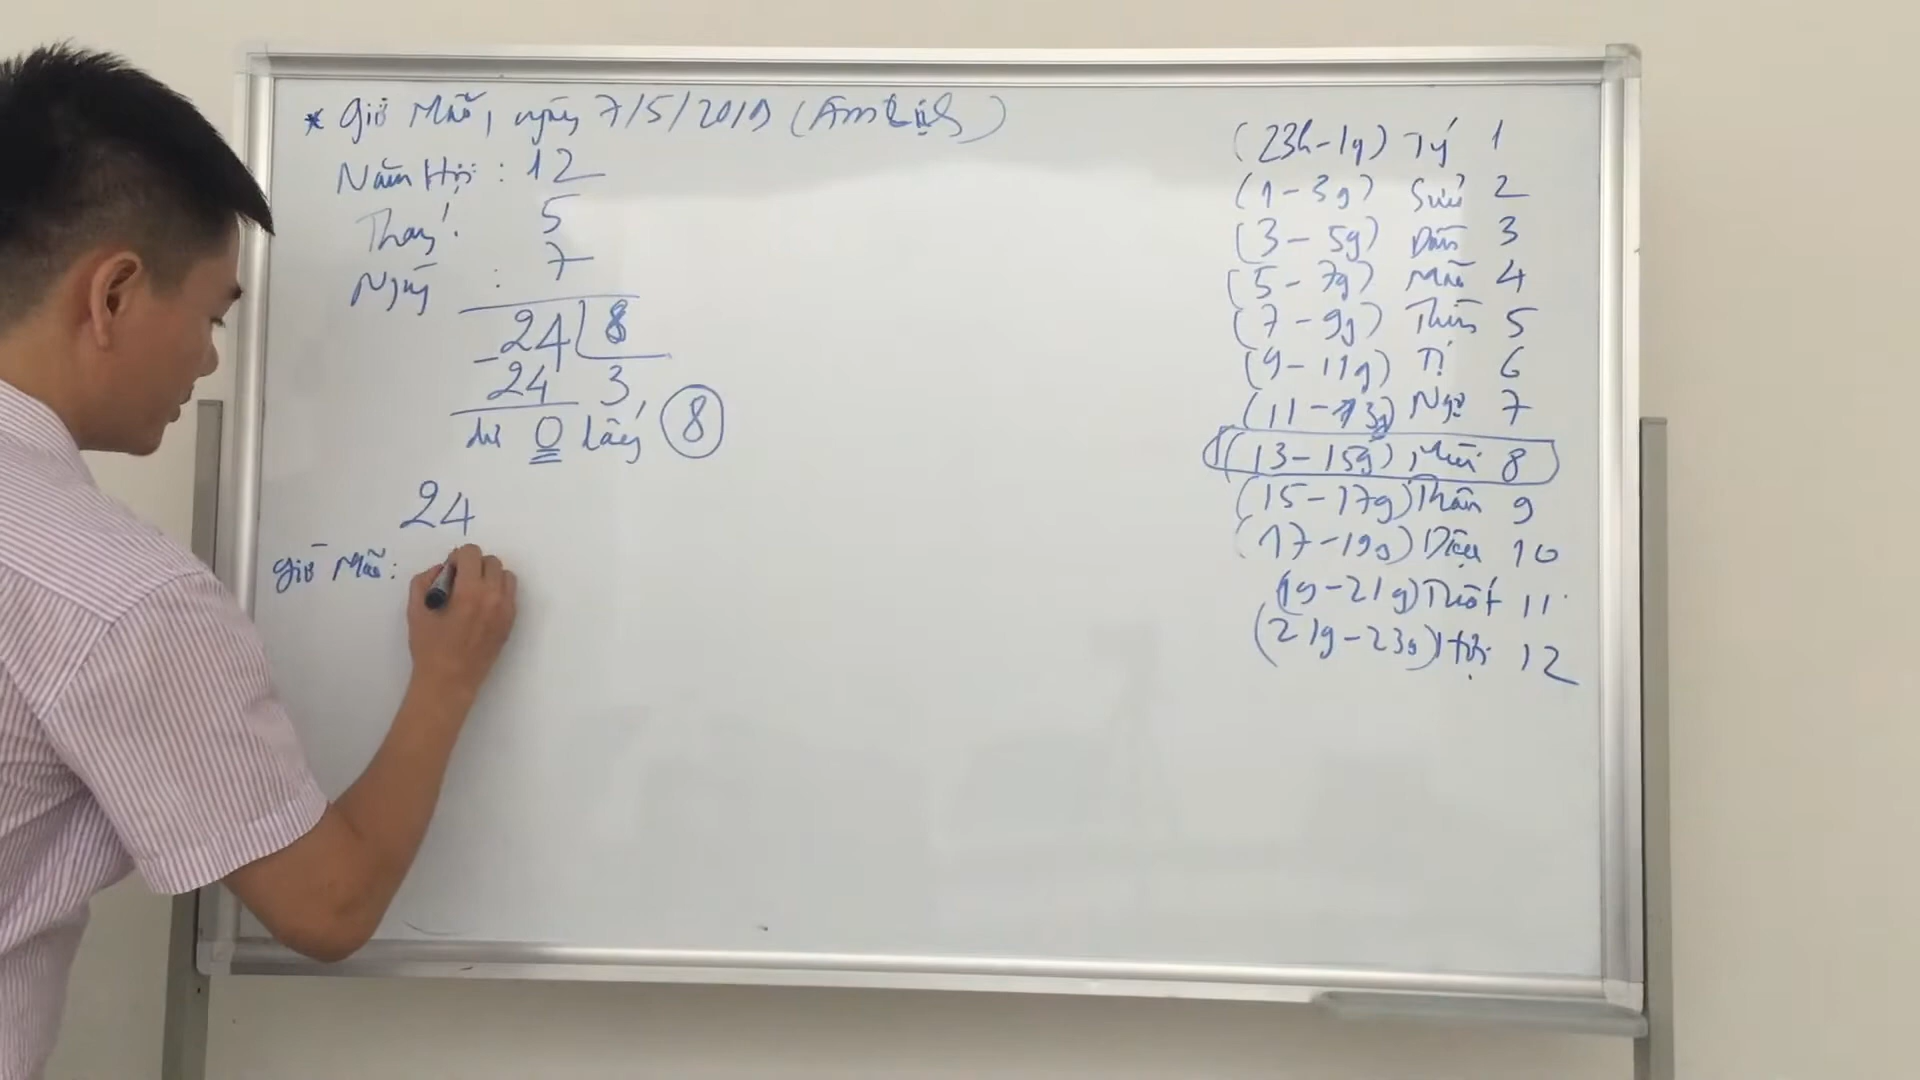 * Giờ Mão, ngày 7/5/2019 (Âm Lịch)
Năm Hợi : 12
Tháng : 5
Ngày : 7
24 8
- 24 3
dư 0 lấy 8
24
giờ Mão:
(23h-1g) Tý 1
(1-3g) Sửu 2
(3-5g) Dần 3
(5-7g) Mão 4
(7-9g) Thìn 5
(9-11g) Tị 6
(11-13g) Ngọ 7
(13-15g) Mùi 8
(15-17g) Thân 9
(17-19g) Dậu 10
(19-21g) Tuất 11
(21g-23g) Hợi 12